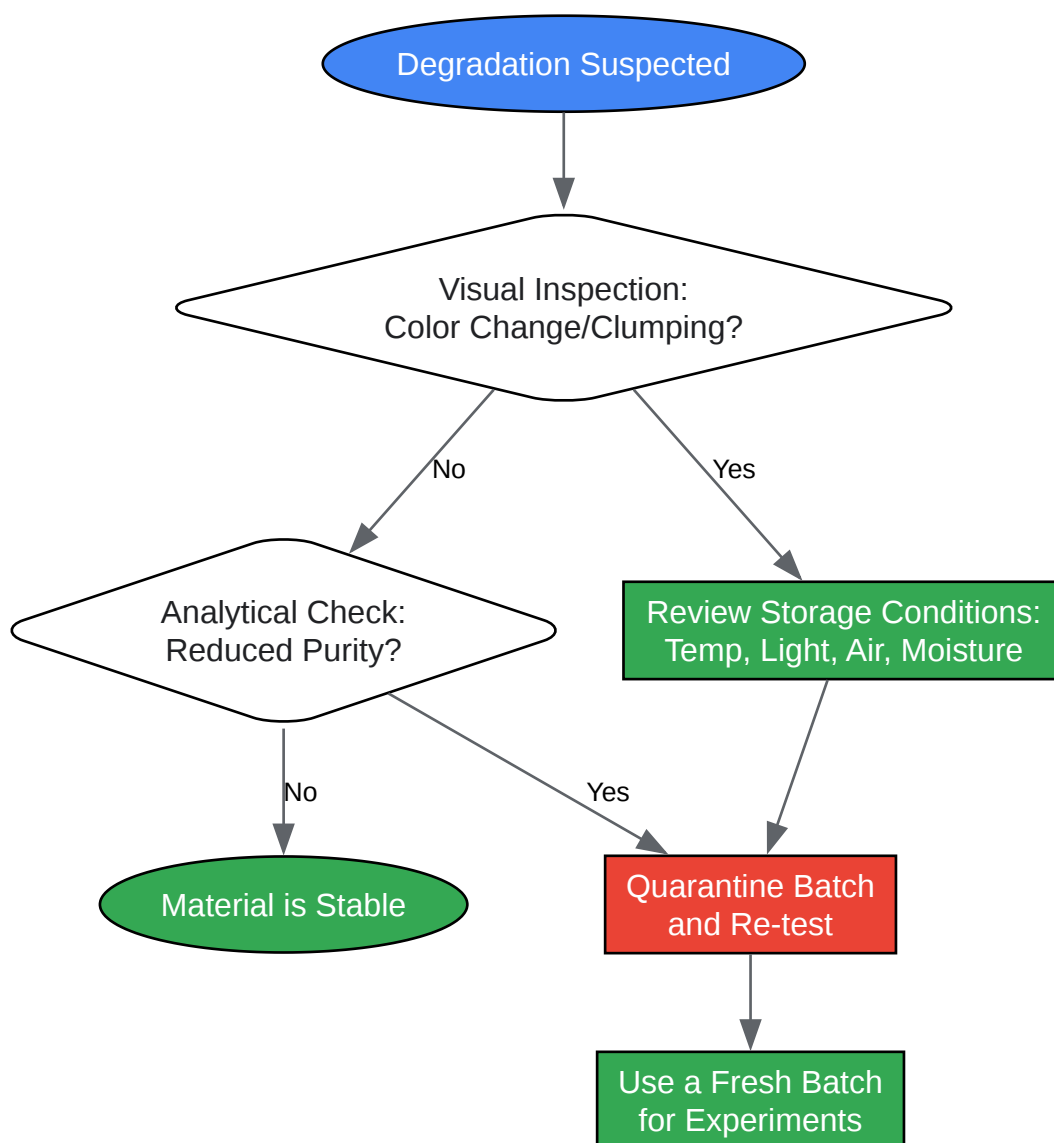 Degradation Suspected
Visual Inspection:
Color Change/Clumping?
No
Yes
Analytical Check:
Reduced Purity?
Review Storage Conditions:
Temp, Light, Air, Moisture
No
Yes
Material is Stable
Quarantine Batch
and Re-test
Use a Fresh Batch
for Experiments